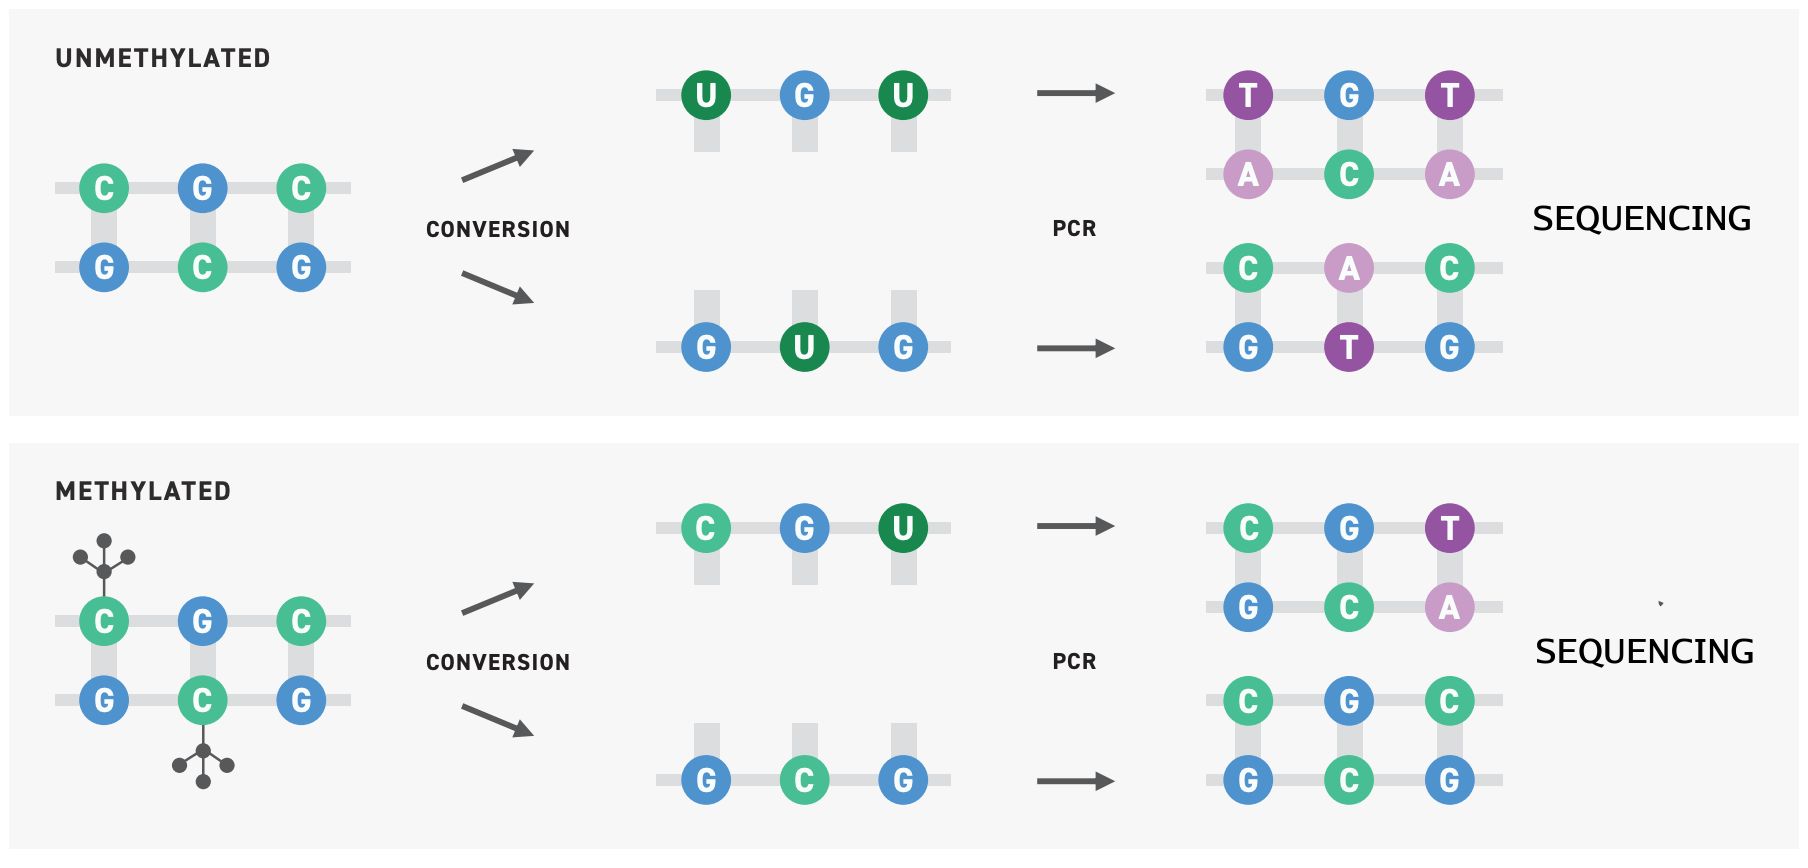 UNMETHYLATED
U G U
T G T
C G C
A C A
CONVERSION
PCR
SEQUENCING
G C G
C A C
G U G
G T G
METHYLATED
C G U
C G T
C G C
G C A
CONVERSION
PCR
SEQUENCING
G C G
C G C
G C G
G C G